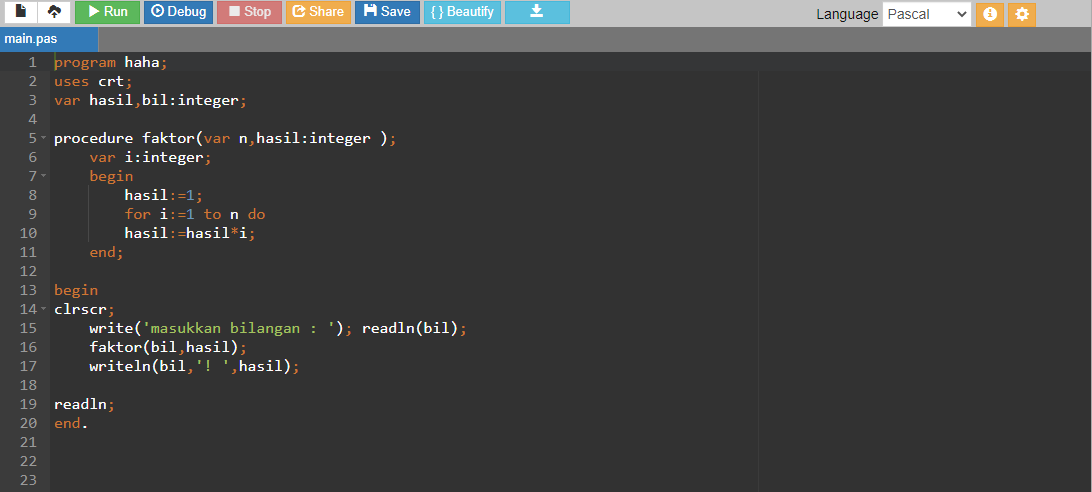 Run Debug Stop Share Save { } Beautify Language Pascal
main.pas
1 program haha;
2 uses crt;
3 var hasil,bil:integer;
4
5 procedure faktor(var n,hasil:integer );
6     var i:integer;
7     begin
8         hasil:=1;
9         for i:=1 to n do
10         hasil:=hasil*i;
11     end;
12
13 begin
14 clrscr;
15     write('masukkan bilangan : '); readln(bil);
16     faktor(bil,hasil);
17     writeln(bil,'! ',hasil);
18
19 readln;
20 end.
21
22
23